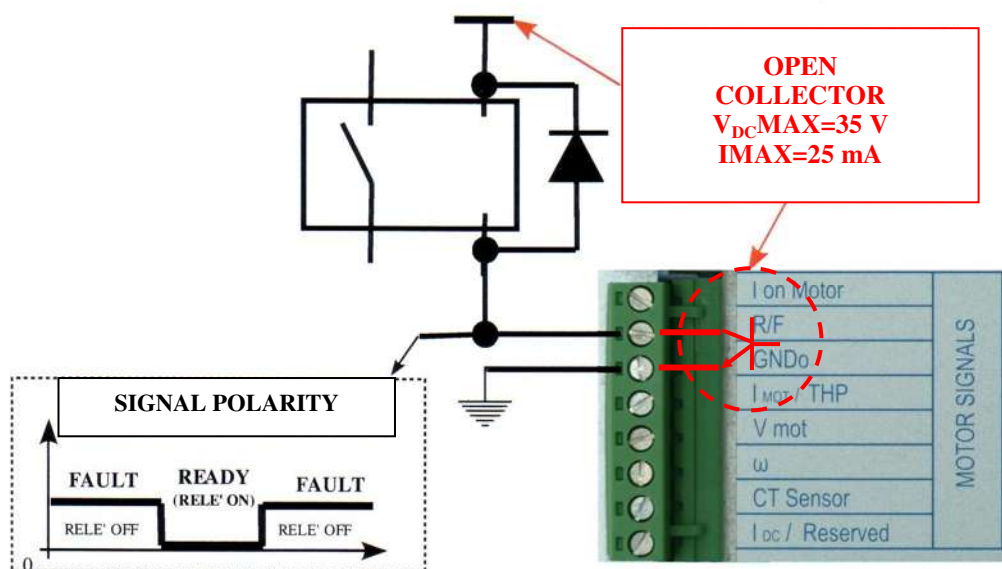 OPEN
COLLECTOR
VDCMAX=35 V
IMAX=25 mA
I on Motor
R/F
GNDo
I MOT / THP
V mot
ω
CT Sensor
I DC / Reserved
MOTOR SIGNALS
SIGNAL POLARITY
FAULT
READY
(RELE' ON)
FAULT
RELE' OFF
RELE' OFF
0